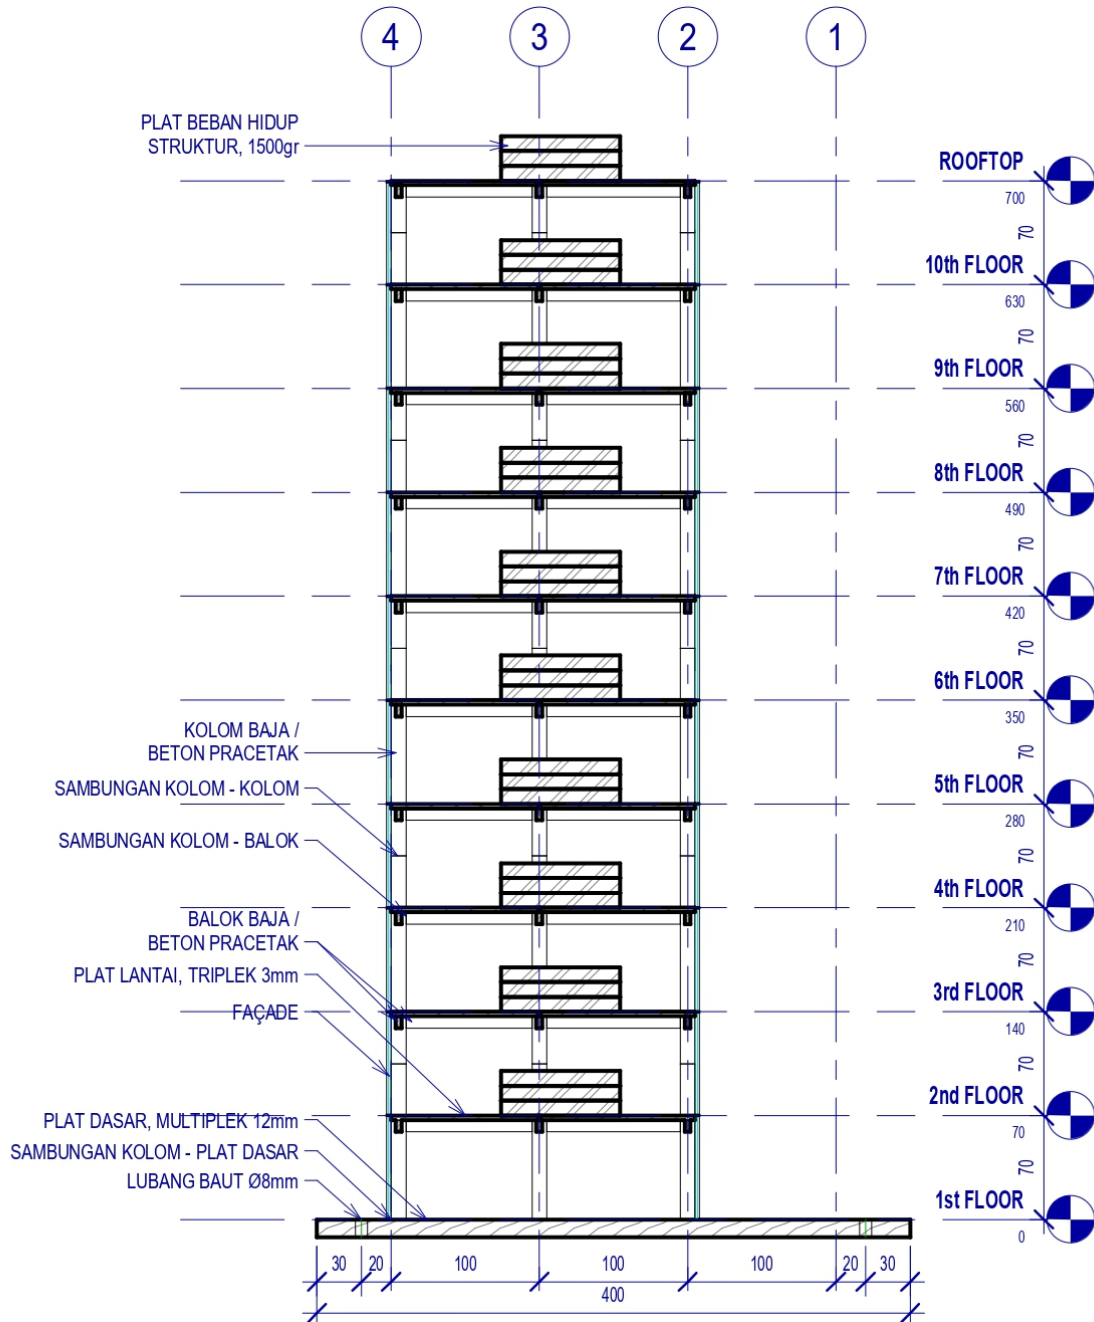 4
3
2
1
PLAT BEBAN HIDUP
STRUKTUR, 1500gr
ROOFTOP
700
70
10th FLOOR
630
70
9th FLOOR
560
70
8th FLOOR
490
70
7th FLOOR
420
70
6th FLOOR
350
70
KOLOM BAJA /
BETON PRACETAK
SAMBUNGAN KOLOM - KOLOM
5th FLOOR
280
70
SAMBUNGAN KOLOM - BALOK
4th FLOOR
210
70
BALOK BAJA /
BETON PRACETAK
PLAT LANTAI, TRIPLEK 3mm
FAÇADE
3rd FLOOR
140
70
PLAT DASAR, MULTIPLEK 12mm
2nd FLOOR
70
70
SAMBUNGAN KOLOM - PLAT DASAR
LUBANG BAUT Ø8mm
1st FLOOR
0
30
20
100
100
100
20
30
400